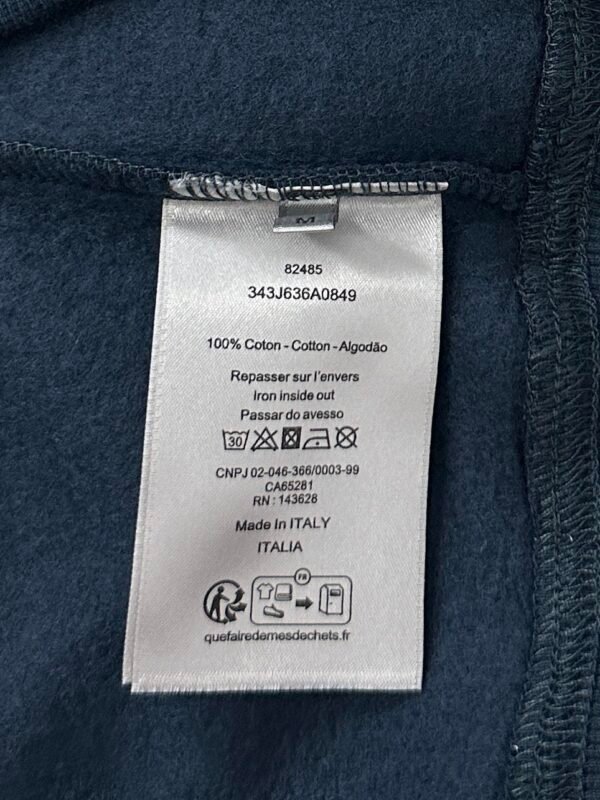 M
82485
343J636A0849
100% Coton - Cotton - Algodão
Repasser sur l'envers
Iron inside out
Passar do avesso
30
CNPJ 02-046-366/0003-99
CA65281
RN : 143628
Made In ITALY
ITALIA
FR
quefairedemesdechets.fr